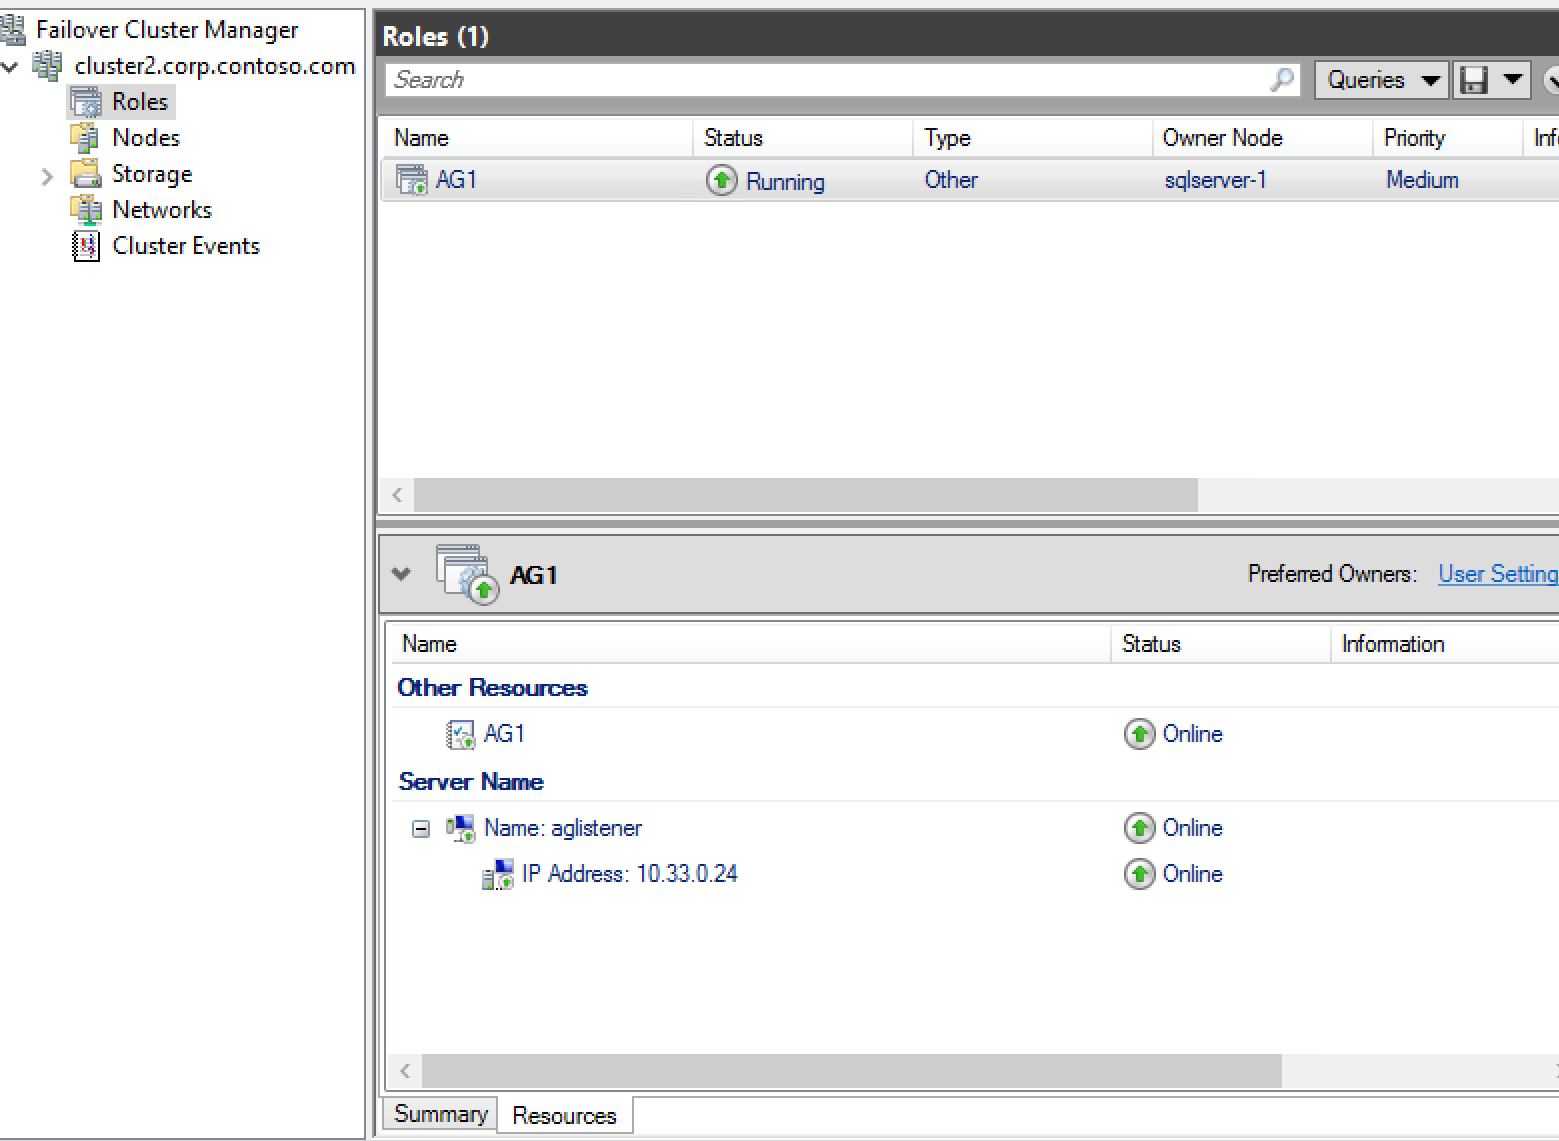 Failover Cluster Manager
cluster2.corp.contoso.com
Roles
Nodes
Storage
Networks
Cluster Events
Roles (1)
Search
Queries
Name Status Type Owner Node Priority Inf
AG1 Running Other sqlserver-1 Medium
AG1 Preferred Owners: User Setting
Name Status Information
Other Resources
AG1 Online
Server Name
Name: aglistener Online
IP Address: 10.33.0.24 Online
Summary Resources